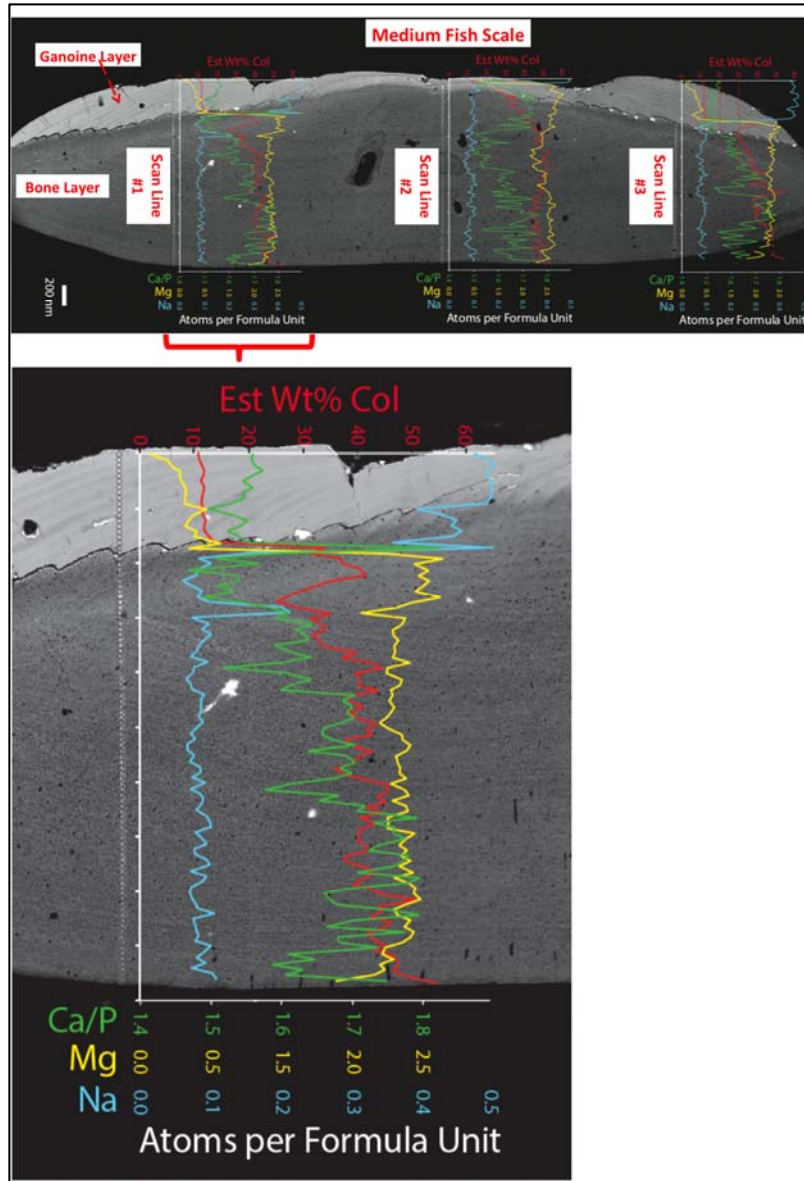 Medium Fish Scale
Ganoine Layer
Est Wt% Col
Est Wt% Col
Est Wt% Col
Bone Layer
Scan Line
#1
Scan Line
#2
Scan Line
#3
200 nm
Ca/P
Mg
Na
Atoms per Formula Unit
Ca/P
Mg
Na
Atoms per Formula Unit
Ca/P
Mg
Na
Atoms per Formula Unit
Est Wt% Col
0 10 20 30 40 50 60
Ca/P 1.4 1.5 1.6 1.7 1.8
Mg 0.0 0.5 1.5 2.0 2.5
Na 0.0 0.1 0.2 0.3 0.4 0.5
Atoms per Formula Unit